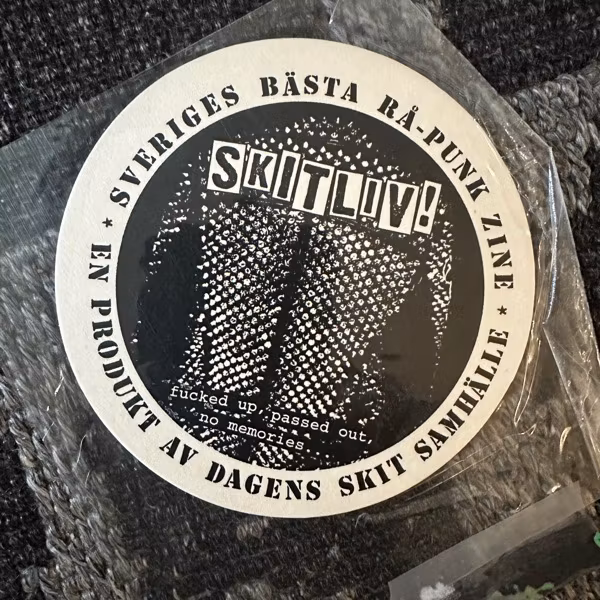 SVERIGES BÄSTA RÅ-PUNK ZINE *
SKITLIV!
fucked up, passed out,
no memories
EN PRODUKT AV DAGENS SKIT SAMHÄLLE *